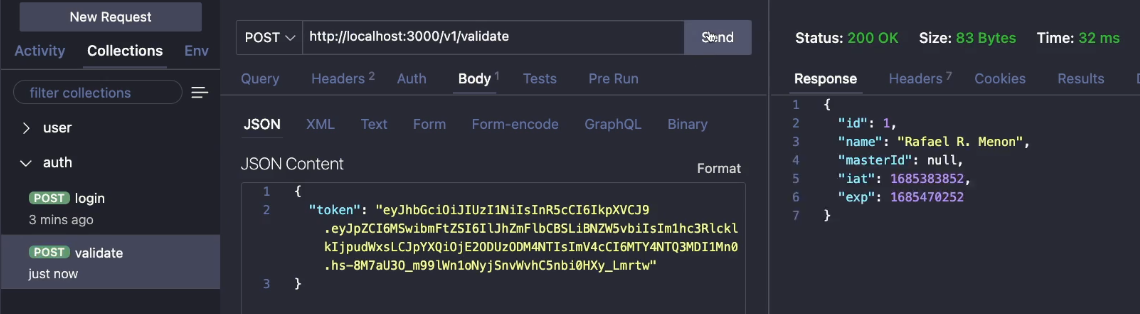 New Request
Activity Collections Env
filter collections
user
auth
POST login
3 mins ago
POST validate
just now
POST http://localhost:3000/v1/validate Send
Query Headers 2 Auth Body 1 Tests Pre Run
JSON XML Text Form Form-encode GraphQL Binary
JSON Content Format
1 {
2 "token": "eyJhbGciOiJIUzI1NiIsInR5cCI6IkpXVCJ9
.eyJpZCI6MSwibmFtZSI6IlJhZmFlbCBSLiBNZW5vbiIsIm1hc3Rlckl
kIjpudWxsLCJpYXQiOjE2ODUzODM4NTIsImV4cCI6MTY4NTQ3MDI1Mn0
.hs-8M7aU3O_m99lWn1oNyjSnvWvhC5nbi0HXy_Lmrtw"
3 }
Status: 200 OK Size: 83 Bytes Time: 32 ms
Response Headers 7 Cookies Results
1 {
2 "id": 1,
3 "name": "Rafael R. Menon",
4 "masterId": null,
5 "iat": 1685383852,
6 "exp": 1685470252
7 }